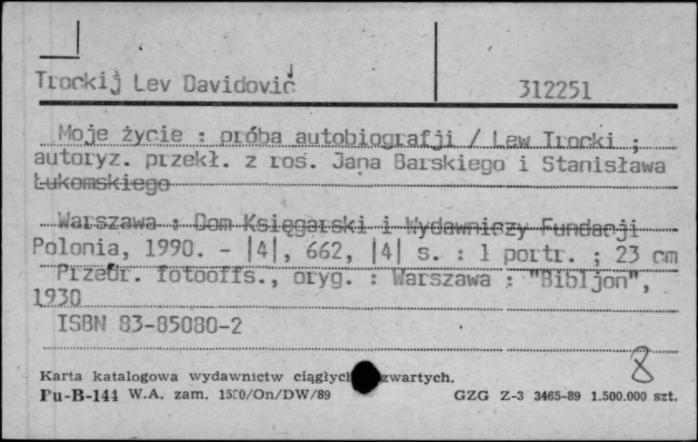 Trockij Lev Davidovič
312251
Moje życie : próba autobiografji / Lew Trocki ;
autoryz. przekł. z ros. Jana Barskiego i Stanisława
Łukomskiego
Warszawa : Dom Księgarski i Wydawniczy Fundacji
Polonia, 1990. - |4|, 662, |4| s. : 1 portr. ; 23 cm
Przedr. fotooffs., oryg. : Warszawa : "Bibljon",
1930
ISBN 83-85080-2
8
Karta katalogowa wydawnictw zwartych.
Pu-B-144 W.A. zam. /On/DW/89 GZG Z-3 3465-89 1.500.000 szt.